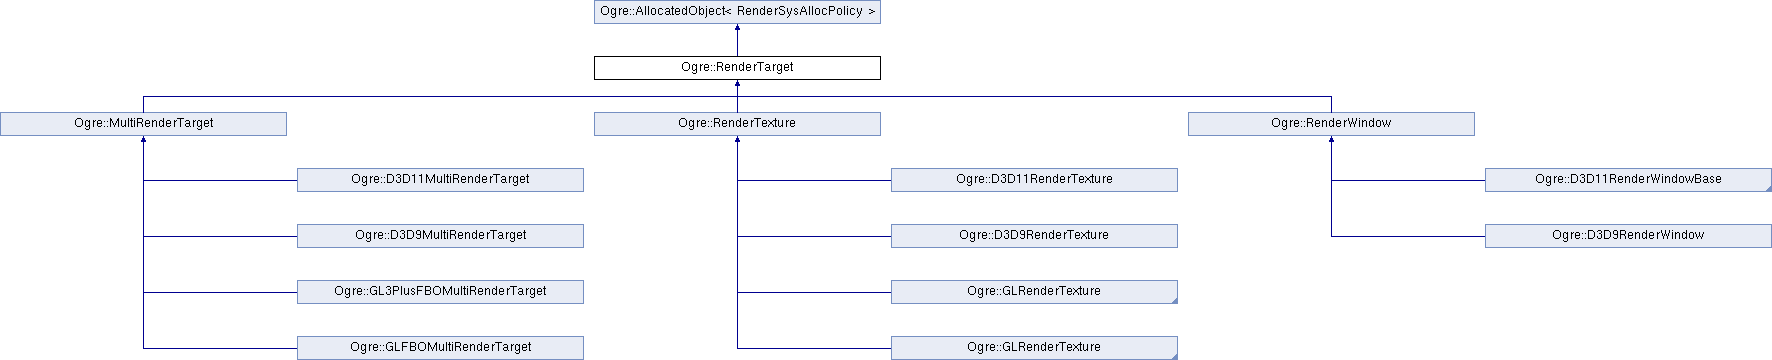 Ogre::AllocatedObject< RenderSysAllocPolicy >
Ogre::RenderTarget
Ogre::MultiRenderTarget
Ogre::RenderTexture
Ogre::RenderWindow
Ogre::D3D11MultiRenderTarget
Ogre::D3D11RenderTexture
Ogre::D3D11RenderWindowBase
Ogre::D3D9MultiRenderTarget
Ogre::D3D9RenderTexture
Ogre::D3D9RenderWindow
Ogre::GL3PlusFBOMultiRenderTarget
Ogre::GLRenderTexture
Ogre::GLFBOMultiRenderTarget
Ogre::GLRenderTexture